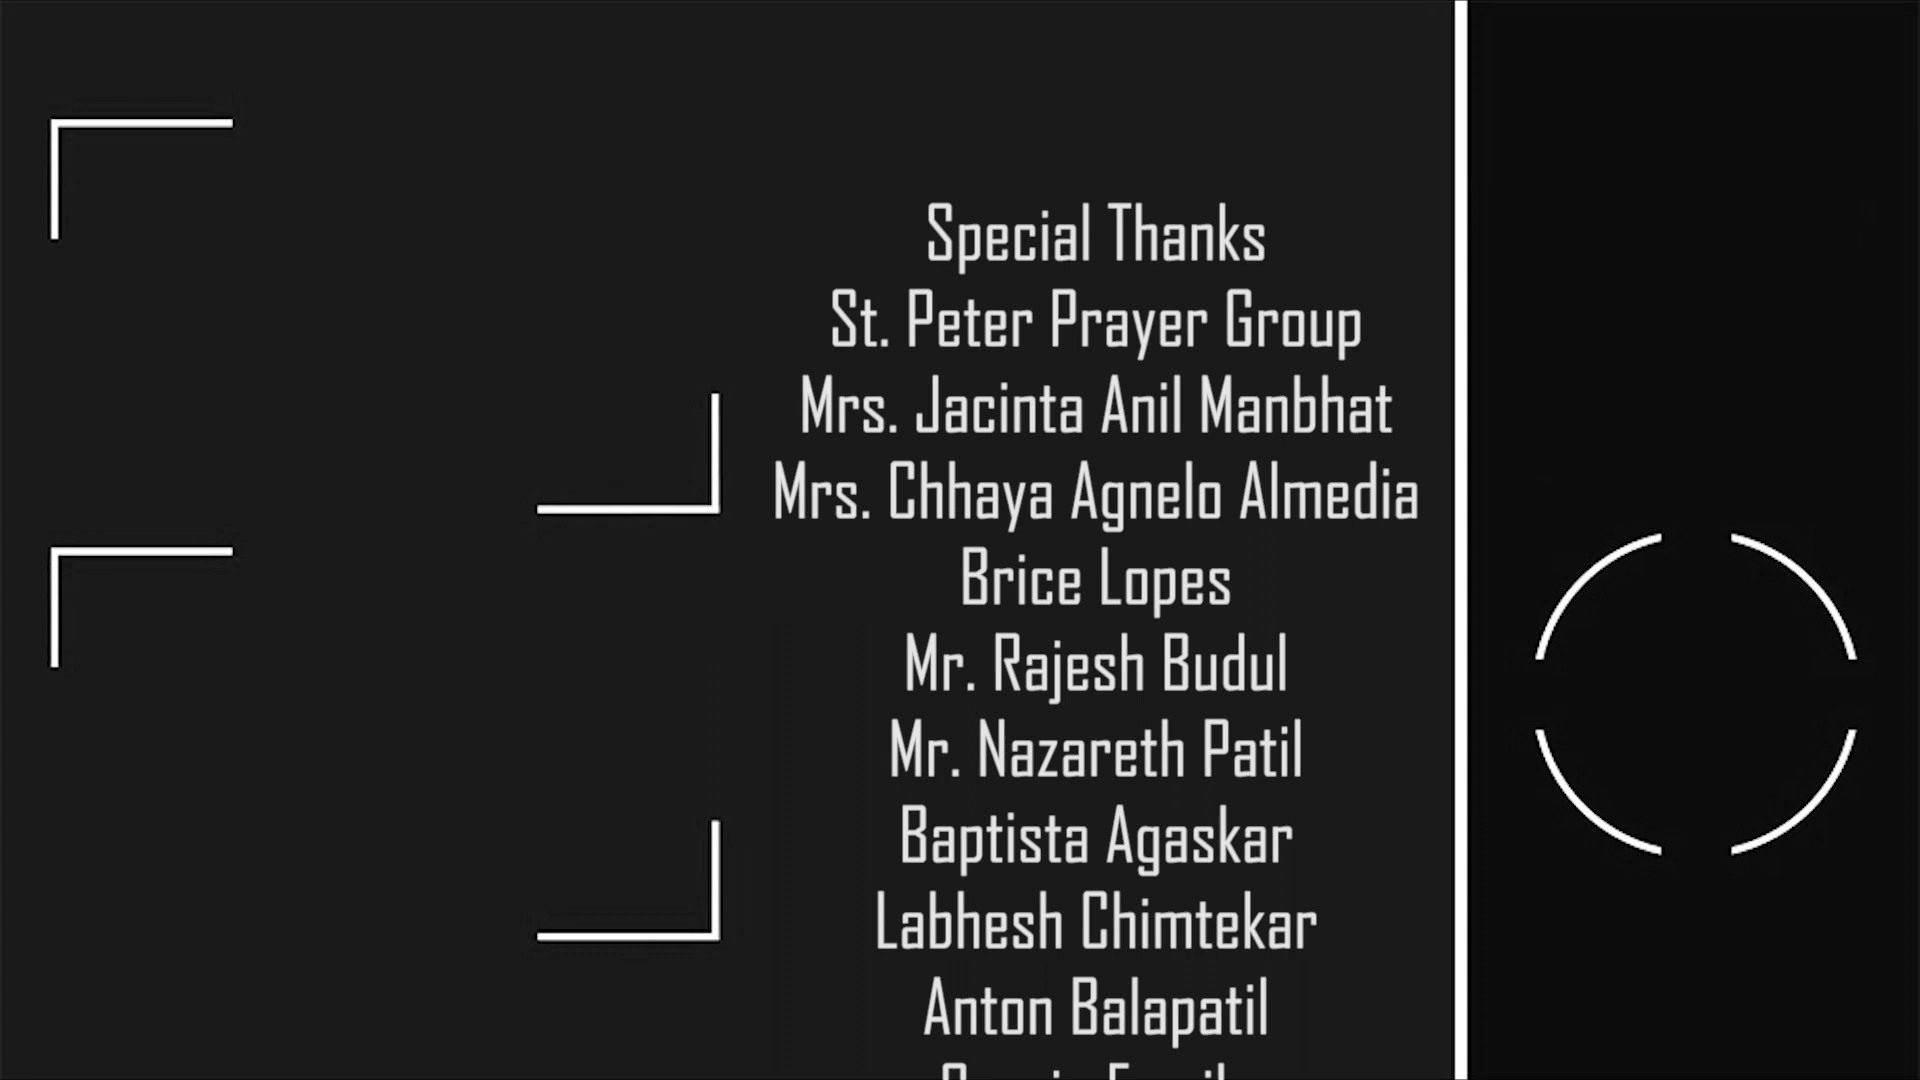 Special Thanks
St. Peter Prayer Group
Mrs. Jacinta Anil Manbhat
Mrs. Chhaya Agnelo Almedia
Brice Lopes
Mr. Rajesh Budul
Mr. Nazareth Patil
Baptista Agaskar
Labhesh Chimtekar
Anton Balapatil